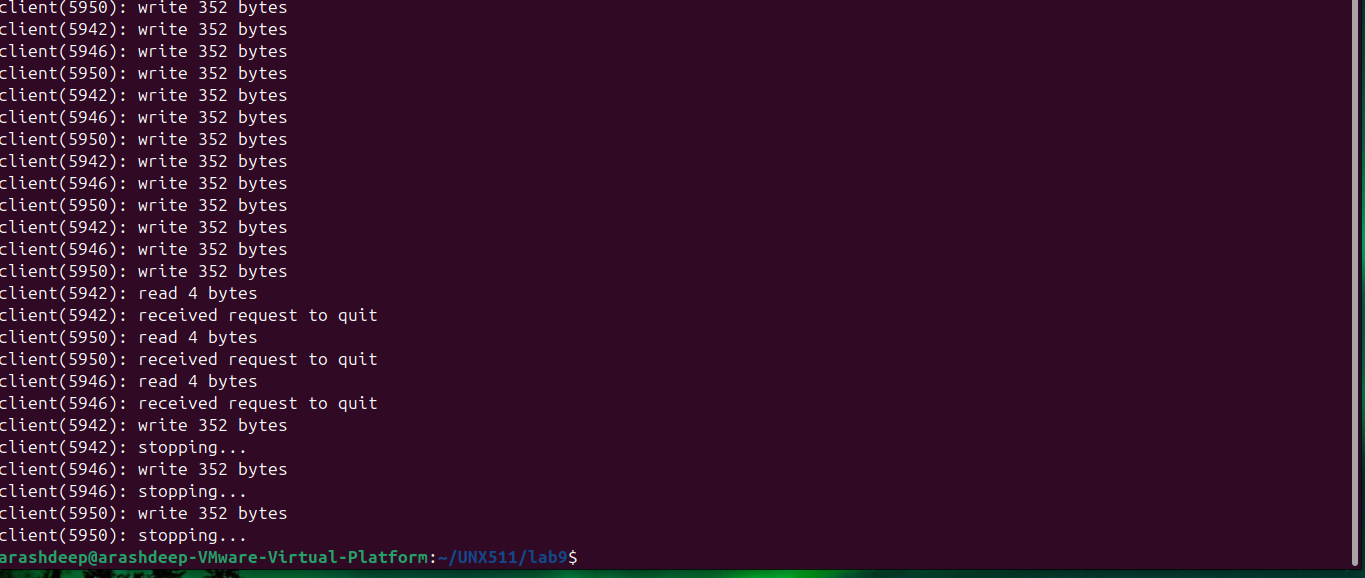 client(5950): write 352 bytes
client(5942): write 352 bytes
client(5946): write 352 bytes
client(5950): write 352 bytes
client(5942): write 352 bytes
client(5946): write 352 bytes
client(5950): write 352 bytes
client(5942): write 352 bytes
client(5946): write 352 bytes
client(5950): write 352 bytes
client(5942): write 352 bytes
client(5946): write 352 bytes
client(5950): write 352 bytes
client(5942): read 4 bytes
client(5942): received request to quit
client(5950): read 4 bytes
client(5950): received request to quit
client(5946): read 4 bytes
client(5946): received request to quit
client(5942): write 352 bytes
client(5942): stopping...
client(5946): write 352 bytes
client(5946): stopping...
client(5950): write 352 bytes
client(5950): stopping...
arashdeep@arashdeep-VMware-Virtual-Platform:~/UNX511/lab9$